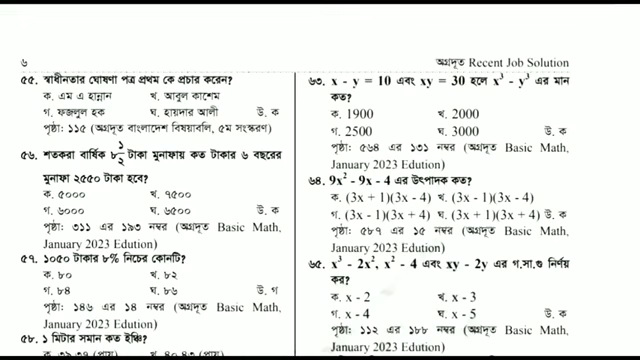 ৬
অগ্রদূত Recent Job Solution
৫৫. স্বাধীনতার ঘোষণা পত্র প্রথম কে প্রচার করেন?
ক. এম এ হান্নান খ. আবুল কাশেম
গ. ফজলুল হক ঘ. হায়দার আলী উ. ক
পৃষ্ঠা: ১১৫ (অগ্রদূত বাংলাদেশ বিষয়াবলি, ৫ম সংস্করণ)
৫৬. শতকরা বার্ষিক ৮১/২ টাকা মুনাফায় কত টাকার ৬ বছরের
মুনাফা ২৫৫০ টাকা হবে?
ক. ৫০০০ খ. ৭৫০০
গ. ৬০০০ ঘ. ৬৫০০ উ. ক
পৃষ্ঠা: ৩১১ এর ১৯৩ নম্বর (অগ্রদূত Basic Math,
January 2023 Edution)
৫৭. ১০৫০ টাকার ৮% নিচের কোনটি?
ক. ৮০ খ. ৮২
গ. ৮৪ ঘ. ৮৬ উ. গ
পৃষ্ঠা: ১৪৬ এর ১৪ নম্বর (অগ্রদূত Basic Math,
January 2023 Edution)
৫৮. ১ মিটার সমান কত ইঞ্চি?
ক. ৩৯.৩৭ (প্রায়) খ. ৪০.৪৩ (প্রায়)
৬৩. x - y = 10 এবং xy = 30 হলে x³ - y³ এর মান
কত?
ক. 1900 খ. 2000
গ. 2500 ঘ. 3000 উ. ক
পৃষ্ঠা: ৫৬৪ এর ১৩১ নম্বর (অগ্রদূত Basic Math,
January 2023 Edution)
৬৪. 9x² - 9x - 4 এর উৎপাদক কত?
ক. (3x + 1)(3x - 4) খ. (3x - 1)(3x - 4)
গ. (3x - 1)(3x + 4) ঘ. (3x + 1)(3x + 4) উ. ক
পৃষ্ঠা: ৫৮৭ এর ১৫ নম্বর (অগ্রদূত Basic Math,
January 2023 Edution)
৬৫. x³ - 2x², x² - 4 এবং xy - 2y এর গ.সা.গু নির্ণয়
কর?
ক. x - 2 খ. x - 3
গ. x - 4 ঘ. x - 5 উ. ক
পৃষ্ঠা: ১১২ এর ১৮৮ নম্বর (অগ্রদূত Basic Math,
January 2023 Edution)